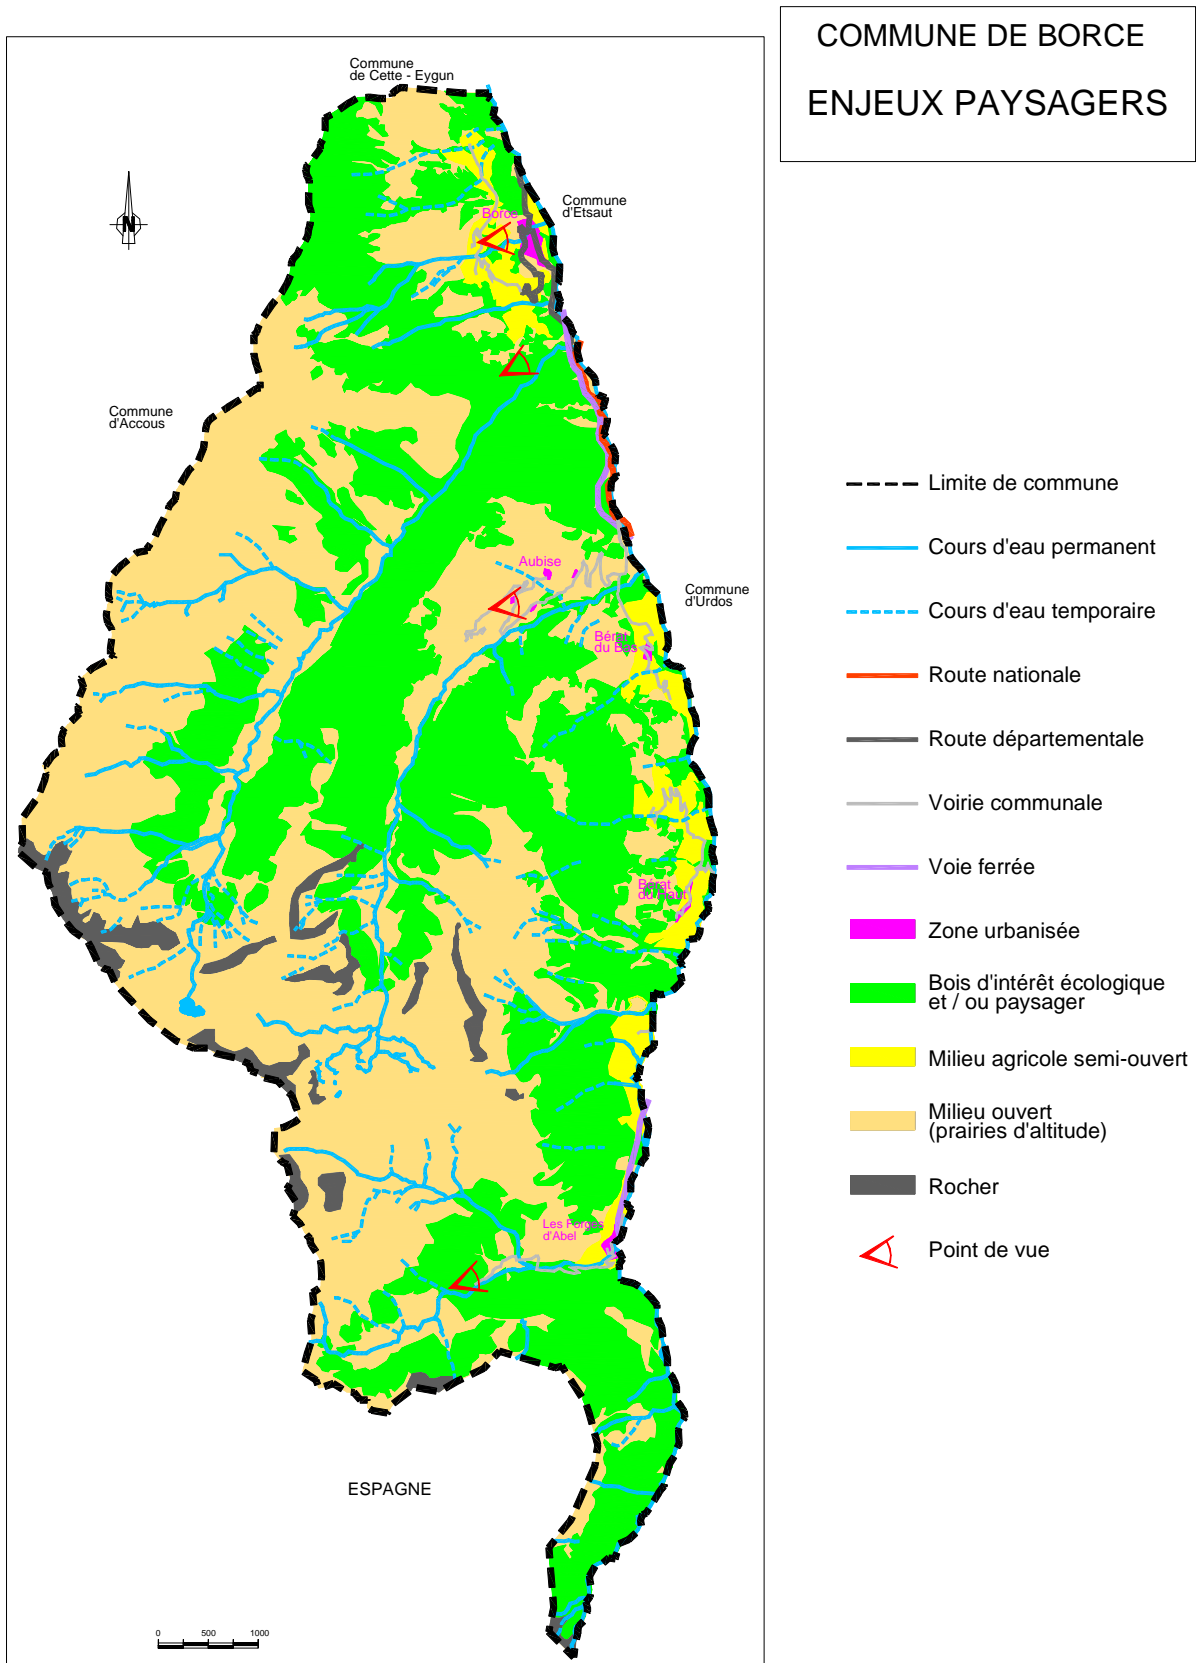 COMMUNE DE BORCE
ENJEUX PAYSAGERS
Commune
de Cette - Eygun
N
Commune
d'Etsaut
Borce
Commune
d'Accous
Aubise
Commune
d'Urdos
Bérat
du Bas
Bérat
du Haut
Les Forges
d'Abel
ESPAGNE
0 500 1000
Limite de commune
Cours d'eau permanent
Cours d'eau temporaire
Route nationale
Route départementale
Voirie communale
Voie ferrée
Zone urbanisée
Bois d'intérêt écologique
et / ou paysager
Milieu agricole semi-ouvert
Milieu ouvert
(prairies d'altitude)
Rocher
Point de vue